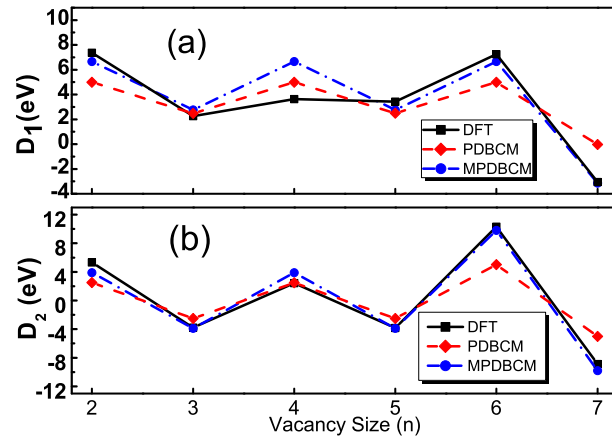 10
8
6
4
2
0
-2
-4
D1(eV)
(a)
DFT
PDBCM
MPDBCM
12
8
4
0
-4
-8
-12
D2 (eV)
(b)
DFT
PDBCM
MPDBCM
2 3 4 5 6 7
Vacancy Size (n)